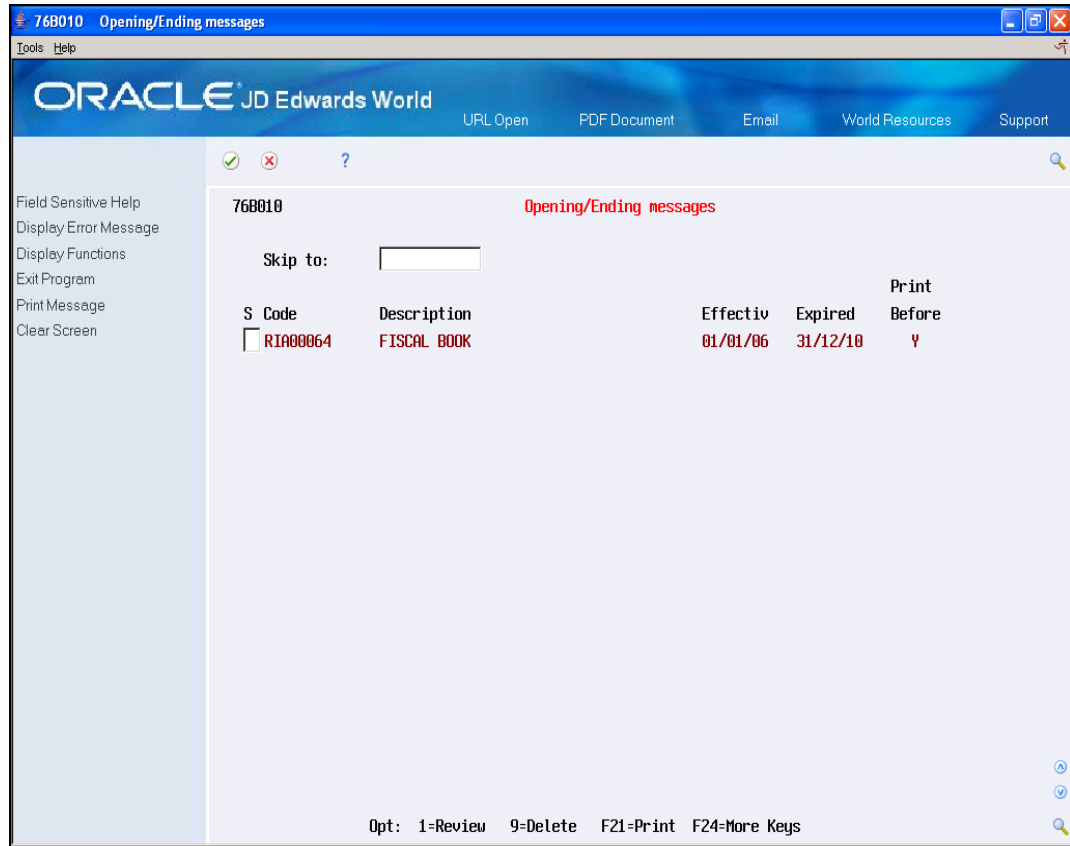 76B010 Opening/Ending messages
Tools Help
ORACLE JD Edwards World
URL Open PDF Document Email World Resources Support
?
Field Sensitive Help
Display Error Message
Display Functions
Exit Program
Print Message
Clear Screen
76B010 Opening/Ending messages
Skip to:
Print
S Code Description Effectiv Expired Before
RIA00064 FISCAL BOOK 01/01/06 31/12/10 Y
Opt: 1=Review 9=Delete F21=Print F24=More Keys